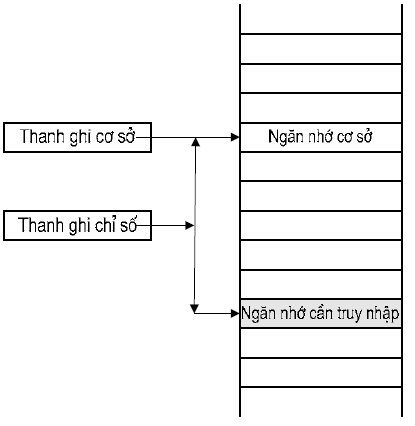 Thanh ghi cơ sở
Ngăn nhớ cơ sở
Thanh ghi chỉ số
Ngăn nhớ cần truy nhập